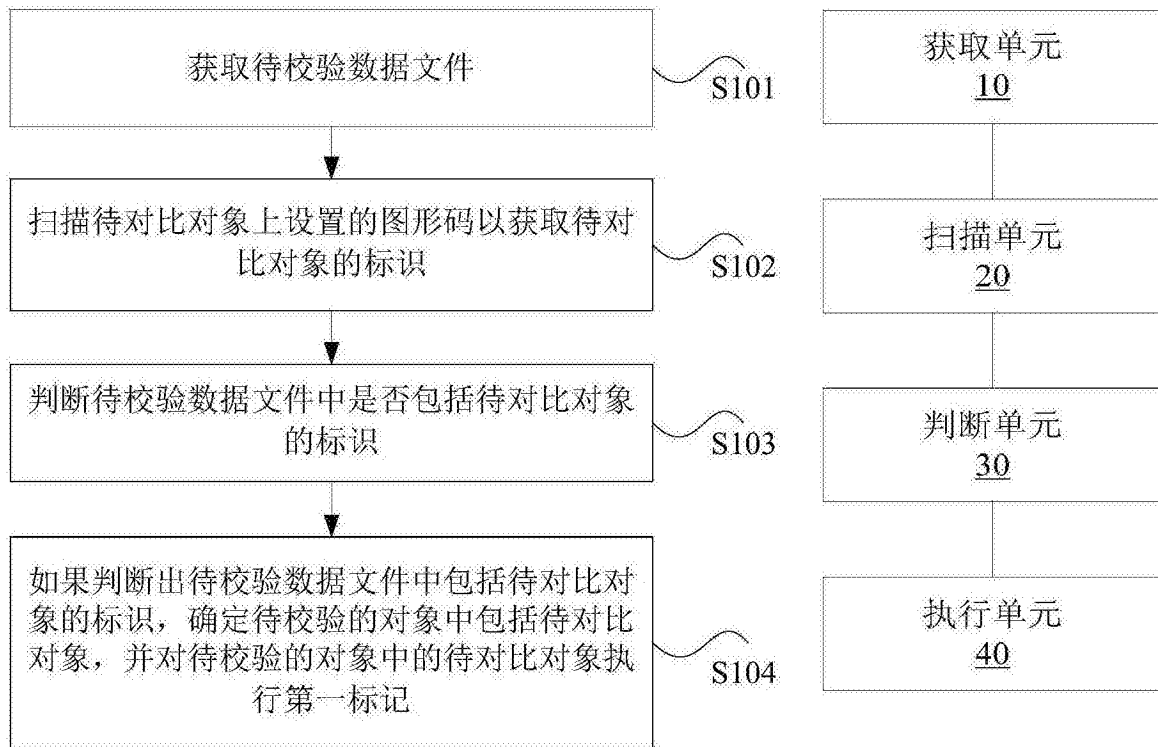 获取待校验数据文件
S101
扫描待对比对象上设置的图形码以获取待对
比对象的标识
S102
判断待校验数据文件中是否包括待对比对象
的标识
S103
如果判断出待校验数据文件中包括待对比对
象的标识，确定待校验的对象中包括待对比
对象，并对待校验的对象中的待对比对象执
行第一标记
S104
获取单元
10
扫描单元
20
判断单元
30
执行单元
40